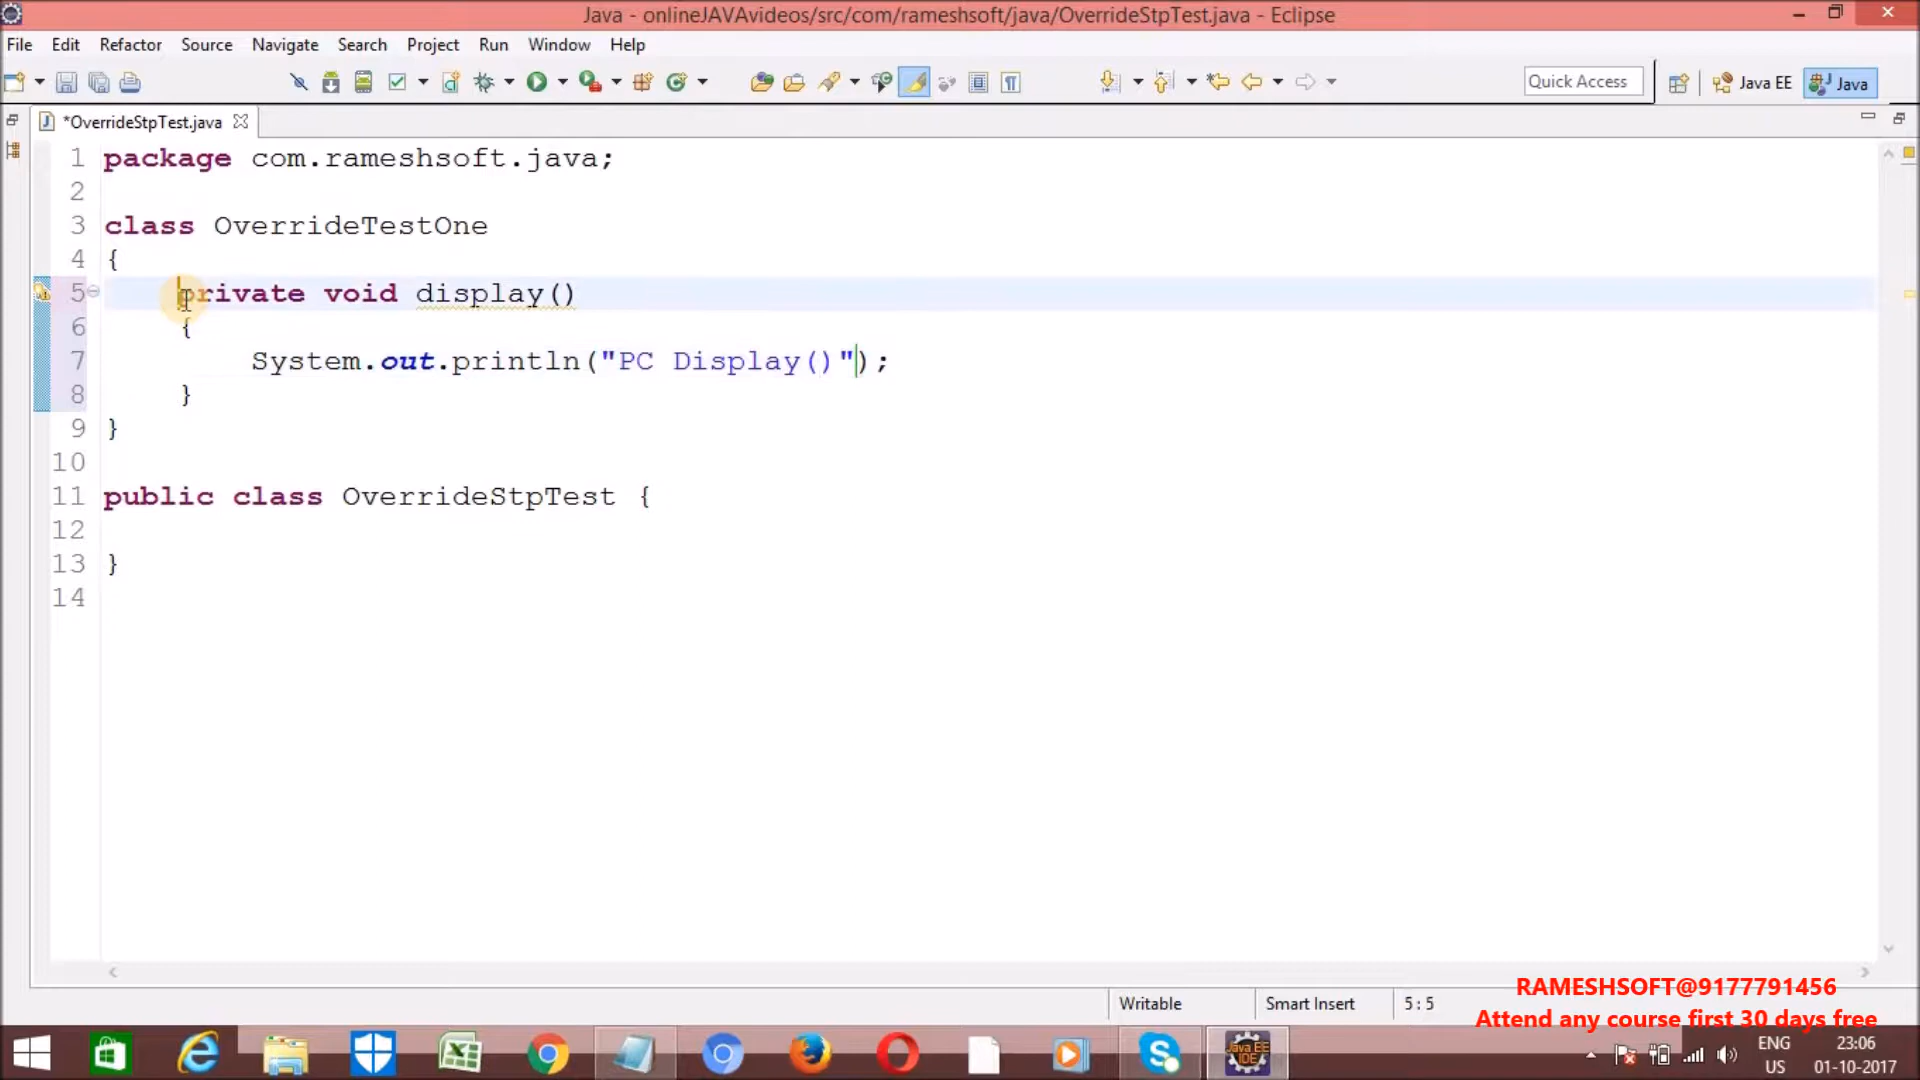 Java - onlineJAVAvideos/src/com/rameshsoft/java/OverrideStpTest.java - Eclipse
File Edit Refactor Source Navigate Search Project Run Window Help
Quick Access Java EE Java
*OverrideStpTest.java
1 package com.rameshsoft.java;
2
3 class OverrideTestOne
4 {
5 private void display()
6 {
7 System.out.println("PC Display()");
8 }
9 }
10
11 public class OverrideStpTest {
12
13 }
14
Writable Smart Insert 5 : 5
RAMESHSOFT@9177791456
Attend any course first 30 days free
Java EE
IDE
ENG 23:06
US 01-10-2017